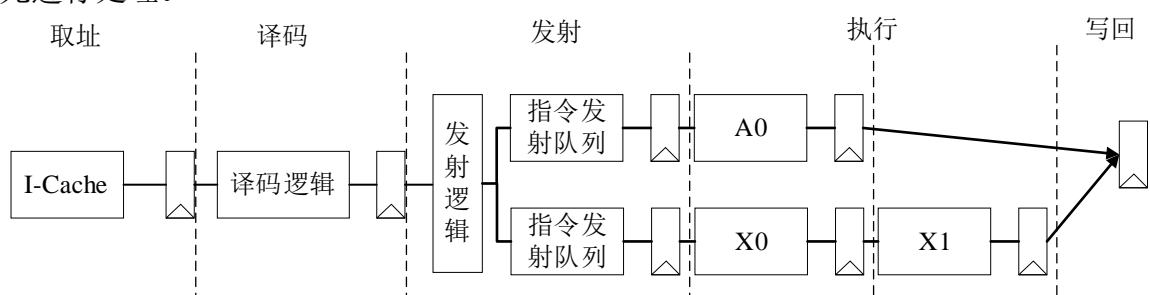 取址 译码 发射 执行 写回
I-Cache
译码逻辑
发
射
逻
辑
指令发
射队列
A0
指令发
射队列
X0
X1